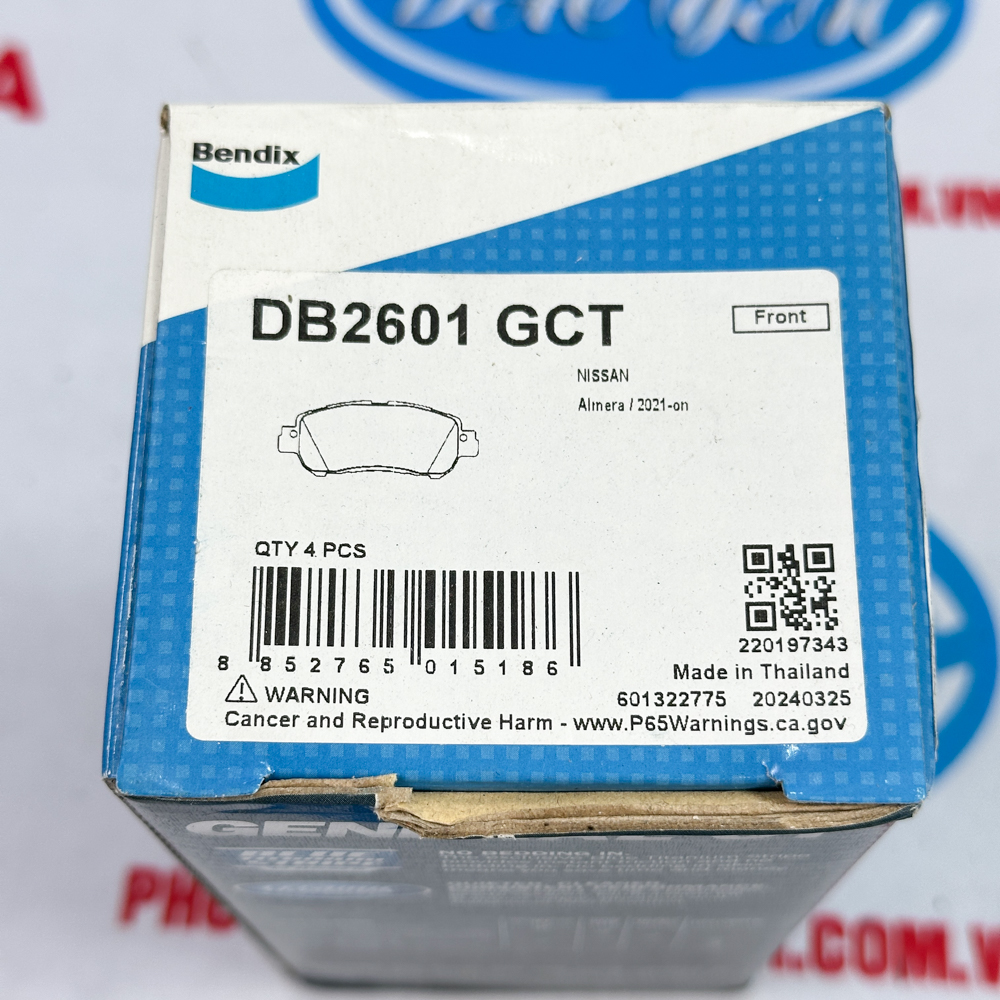 Bendix
DB2601 GCT
Front
NISSAN
Almera / 2021-on
QTY 4 PCS
8 852765 015186
220197343
Made in Thailand
601322775 20240325
WARNING
Cancer and Reproductive Harm - www.P65Warnings.ca.gov
.COM.V